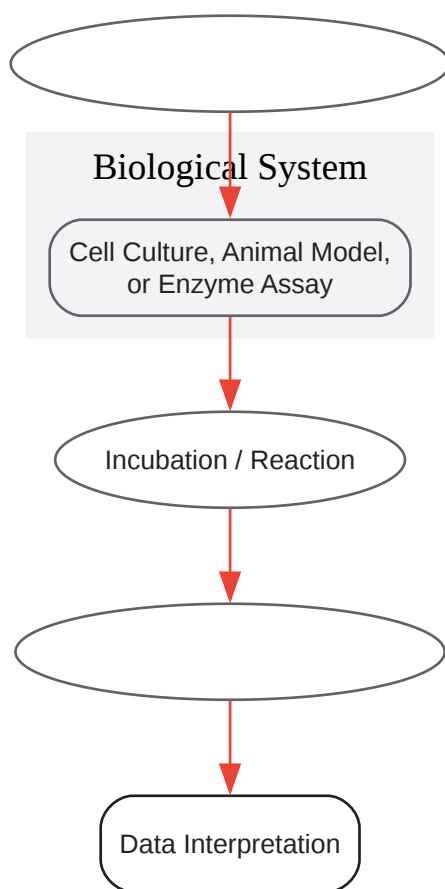 Biological System
Cell Culture, Animal Model,
or Enzyme Assay
Incubation / Reaction
Data Interpretation